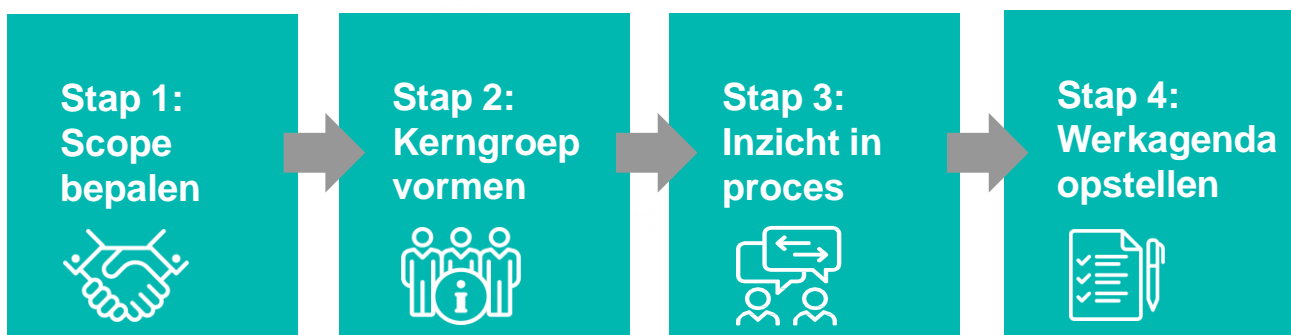 Stap 1:
Scope
bepalen
Stap 2:
Kerngroep
vormen
Stap 3:
Inzicht in
proces
Stap 4:
Werkagenda
opstellen